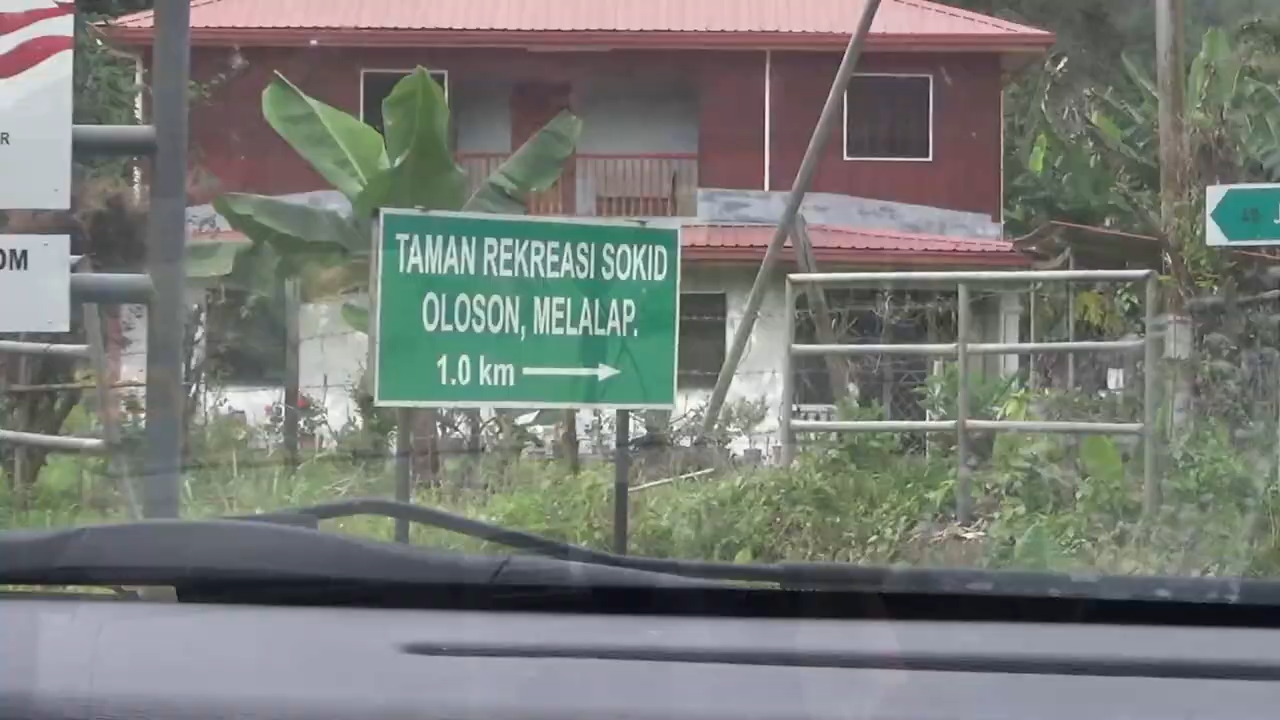 R
OM
TAMAN REKREASI SOKID
OLOSON, MELALAP.
1.0 km